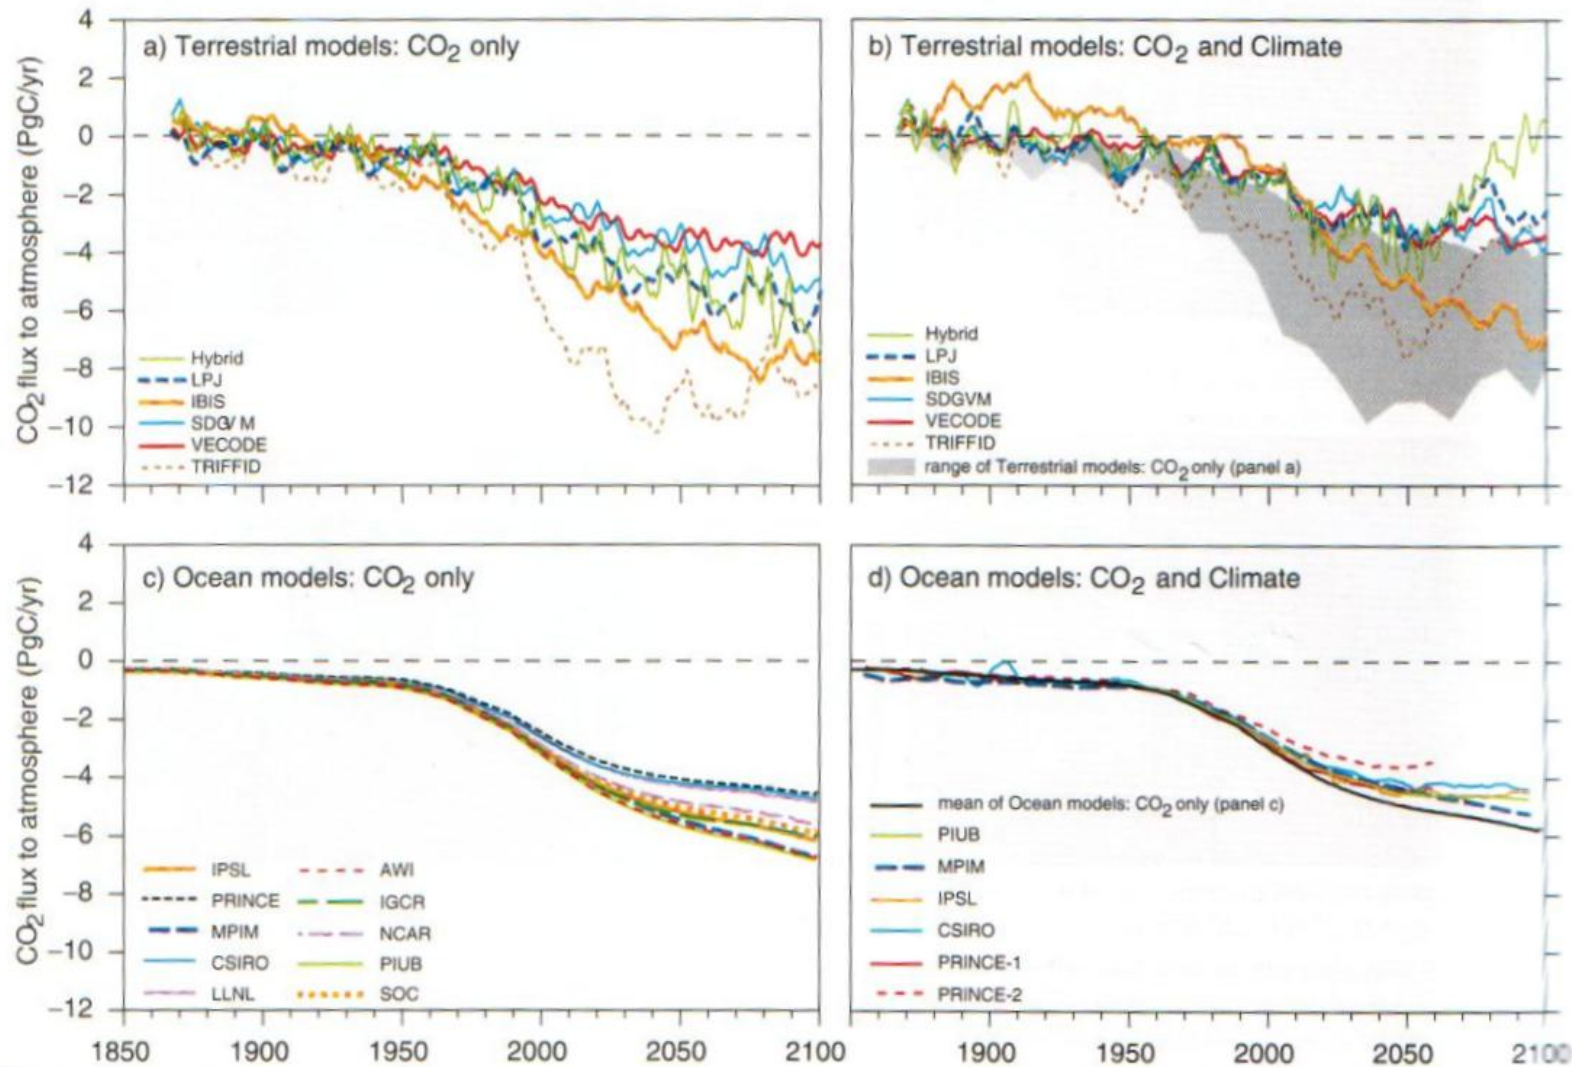 a) Terrestrial models: CO2 only
b) Terrestrial models: CO2 and Climate
CO2 flux to atmosphere (PgC/yr)
4
2
0
−2
−4
−6
−8
−10
−12
Hybrid
LPJ
IBIS
SDGVM
VECODE
TRIFFID
Hybrid
LPJ
IBIS
SDGVM
VECODE
TRIFFID
range of Terrestrial models: CO2 only (panel a)
c) Ocean models: CO2 only
d) Ocean models: CO2 and Climate
CO2 flux to atmosphere (PgC/yr)
4
2
0
−2
−4
−6
−8
−10
−12
IPSL
PRINCE
MPIM
CSIRO
LLNL
AWI
IGCR
NCAR
PIUB
SOC
mean of Ocean models: CO2 only (panel c)
PIUB
MPIM
IPSL
CSIRO
PRINCE-1
PRINCE-2
1850 1900 1950 2000 2050 2100
1900 1950 2000 2050 2100